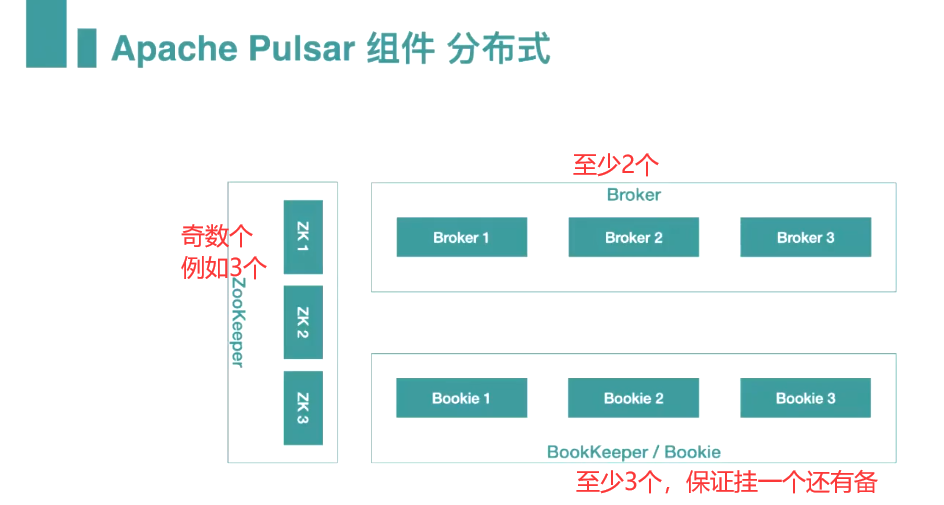 Apache Pulsar 组件 分布式
至少2个
Broker
奇数个
例如3个
ZooKeeper
ZK 1
ZK 2
ZK 3
Broker 1
Broker 2
Broker 3
Bookie 1
Bookie 2
Bookie 3
BookKeeper / Bookie
至少3个，保证挂一个还有备